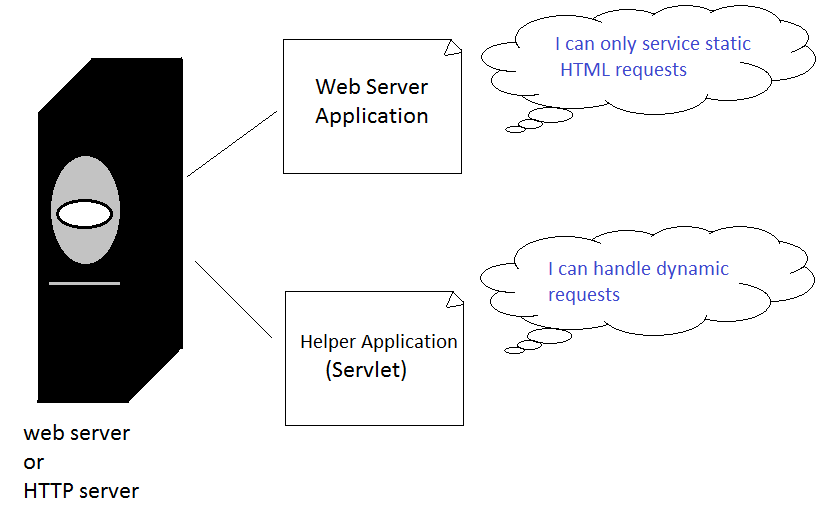 Web Server
Application
I can only service static
HTML requests
I can handle dynamic
requests
Helper Application
(Servlet)
web server
or
HTTP server